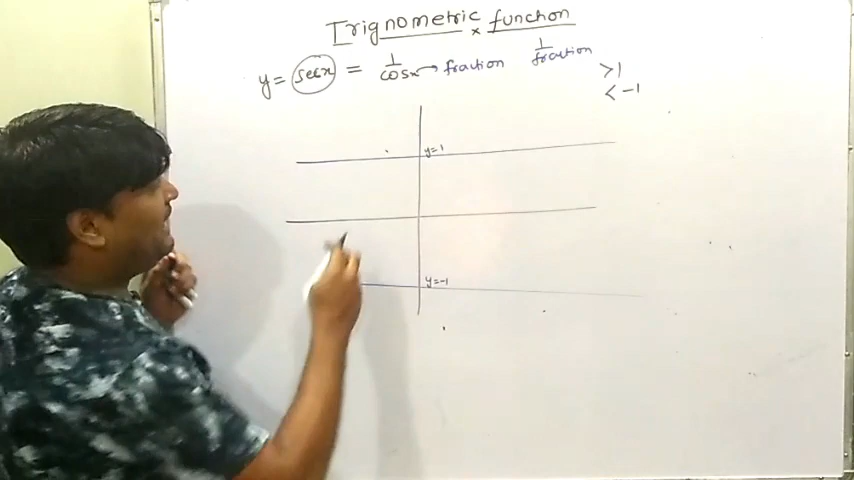 Trignometric function
y = secx = 1/cosx → fraction 1/fraction
>1
< -1
y=1
y=-1